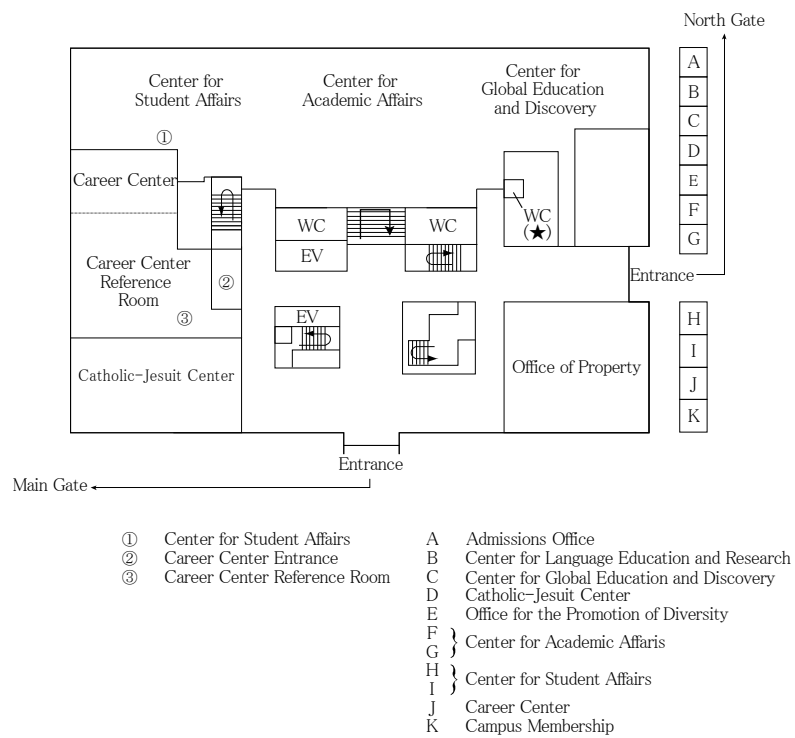 North Gate
Center for
Student Affairs
Center for
Academic Affairs
Center for
Global Education
and Discovery
A
B
C
D
E
F
G
①
Career Center
WC
WC
WC
(★)
EV
Career Center
Reference
Room
②
③
Entrance
EV
H
I
J
K
Catholic-Jesuit Center
Office of Property
Entrance
Main Gate
① Center for Student Affairs
② Career Center Entrance
③ Career Center Reference Room
A Admissions Office
B Center for Language Education and Research
C Center for Global Education and Discovery
D Catholic-Jesuit Center
E Office for the Promotion of Diversity
F
G } Center for Academic Affaris
H
I } Center for Student Affairs
J Career Center
K Campus Membership